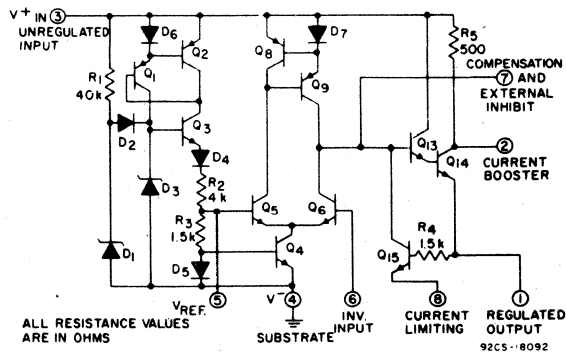 V+ IN ③
UNREGULATED
INPUT
D6
Q2
Q1
R1
40k
D2
Q3
D4
D3
R2
4k
R3
1.5k
D1
D5
VREF.
⑤
V-
④
SUBSTRATE
Q8
D7
Q9
Q5
Q6
Q4
⑥
INV.
INPUT
R5
500
COMPENSATION
⑦ AND
EXTERNAL
INHIBIT
Q13
Q14
②
CURRENT
BOOSTER
R4
1.5k
Q15
⑧
CURRENT
LIMITING
①
REGULATED
OUTPUT
ALL RESISTANCE VALUES
ARE IN OHMS
92CS-18092